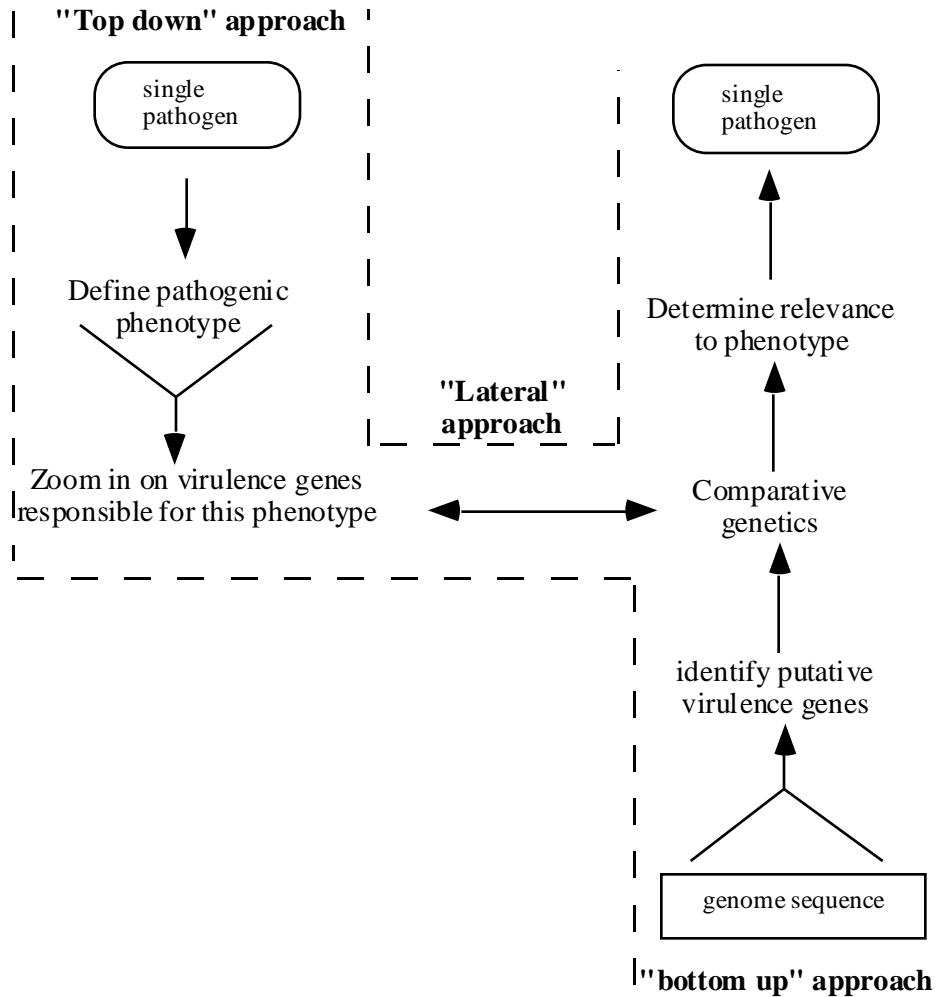 "Top down" approach
single
pathogen
Define pathogenic
phenotype
Zoom in on virulence genes
responsible for this phenotype
"Lateral"
approach
single
pathogen
Determine relevance
to phenotype
Comparative
genetics
identify putative
virulence genes
genome sequence
"bottom up" approach